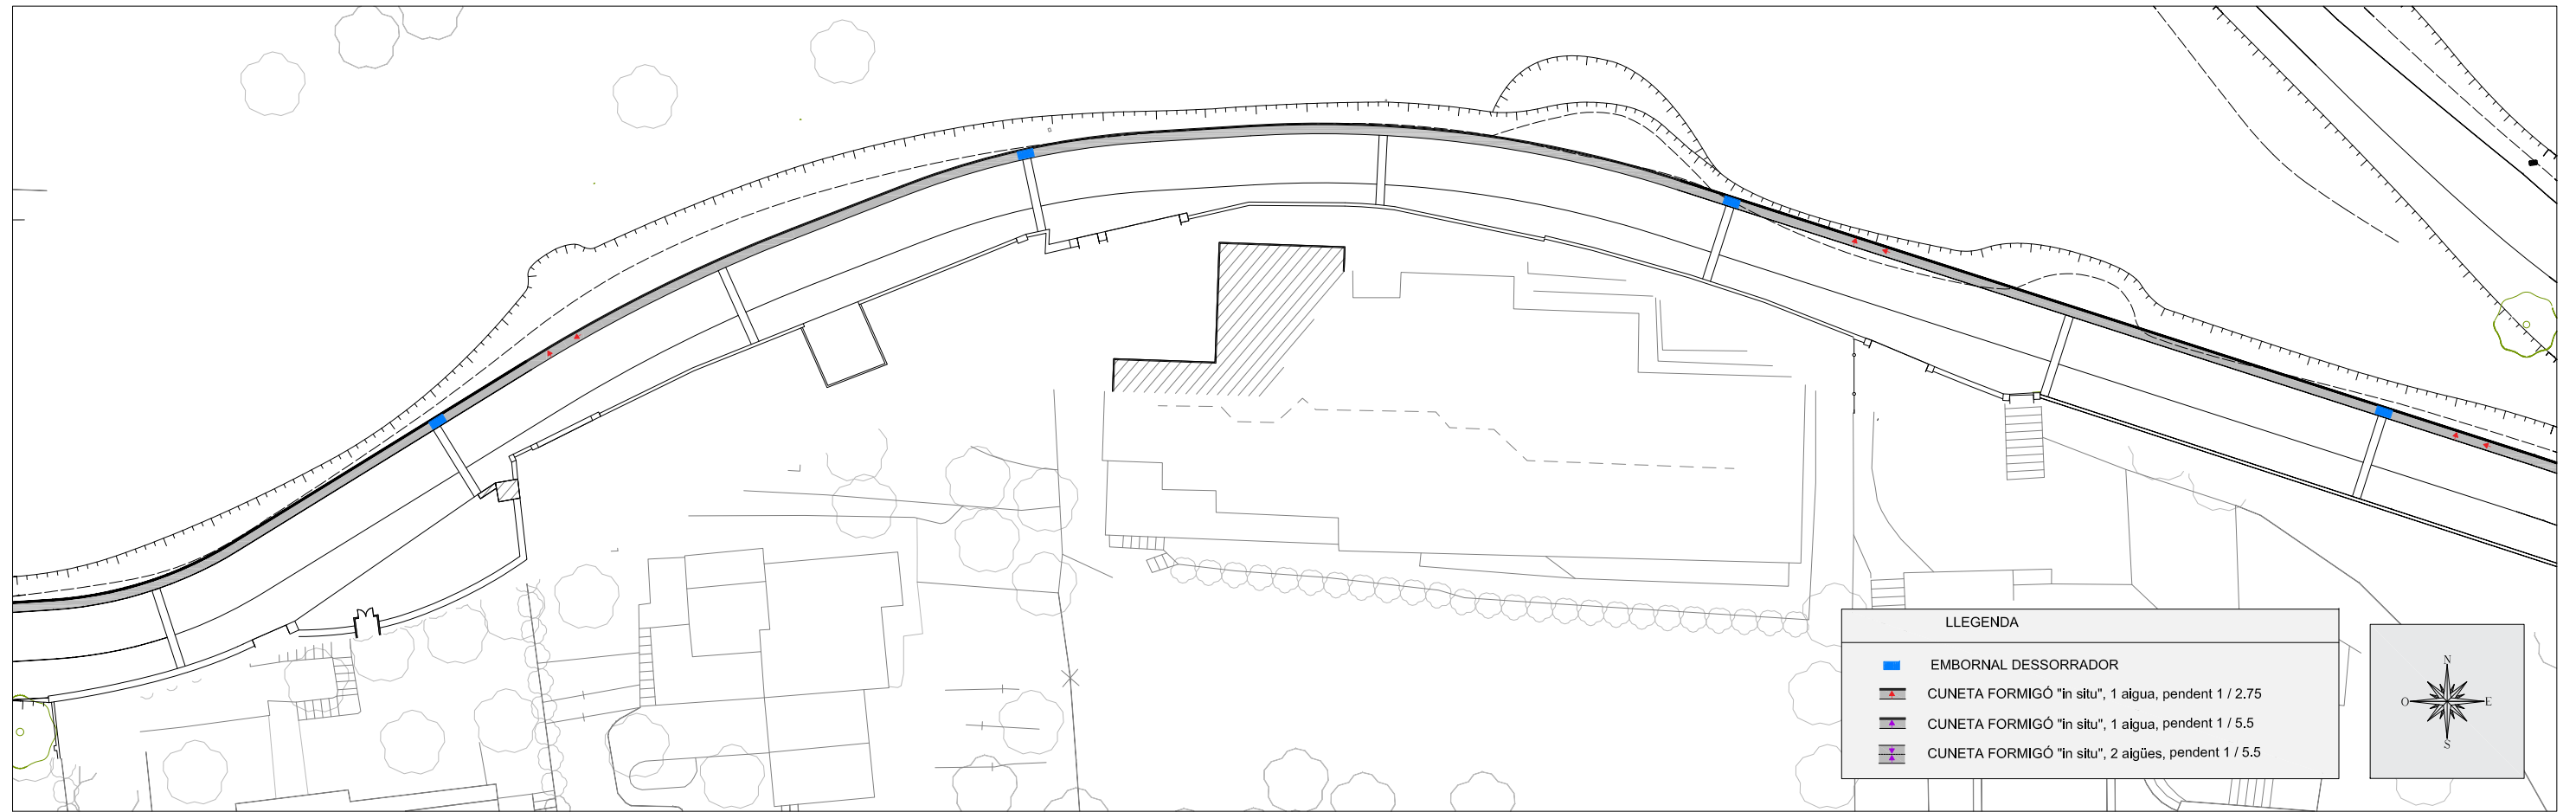 LLEGENDA
EMBORNAL DESSORRADOR
CUNETA FORMIGÓ "in situ", 1 aigua, pendent 1 / 2.75
CUNETA FORMIGÓ "in situ", 1 aigua, pendent 1 / 5.5
CUNETA FORMIGÓ "in situ", 2 aigües, pendent 1 / 5.5
N
O E
S